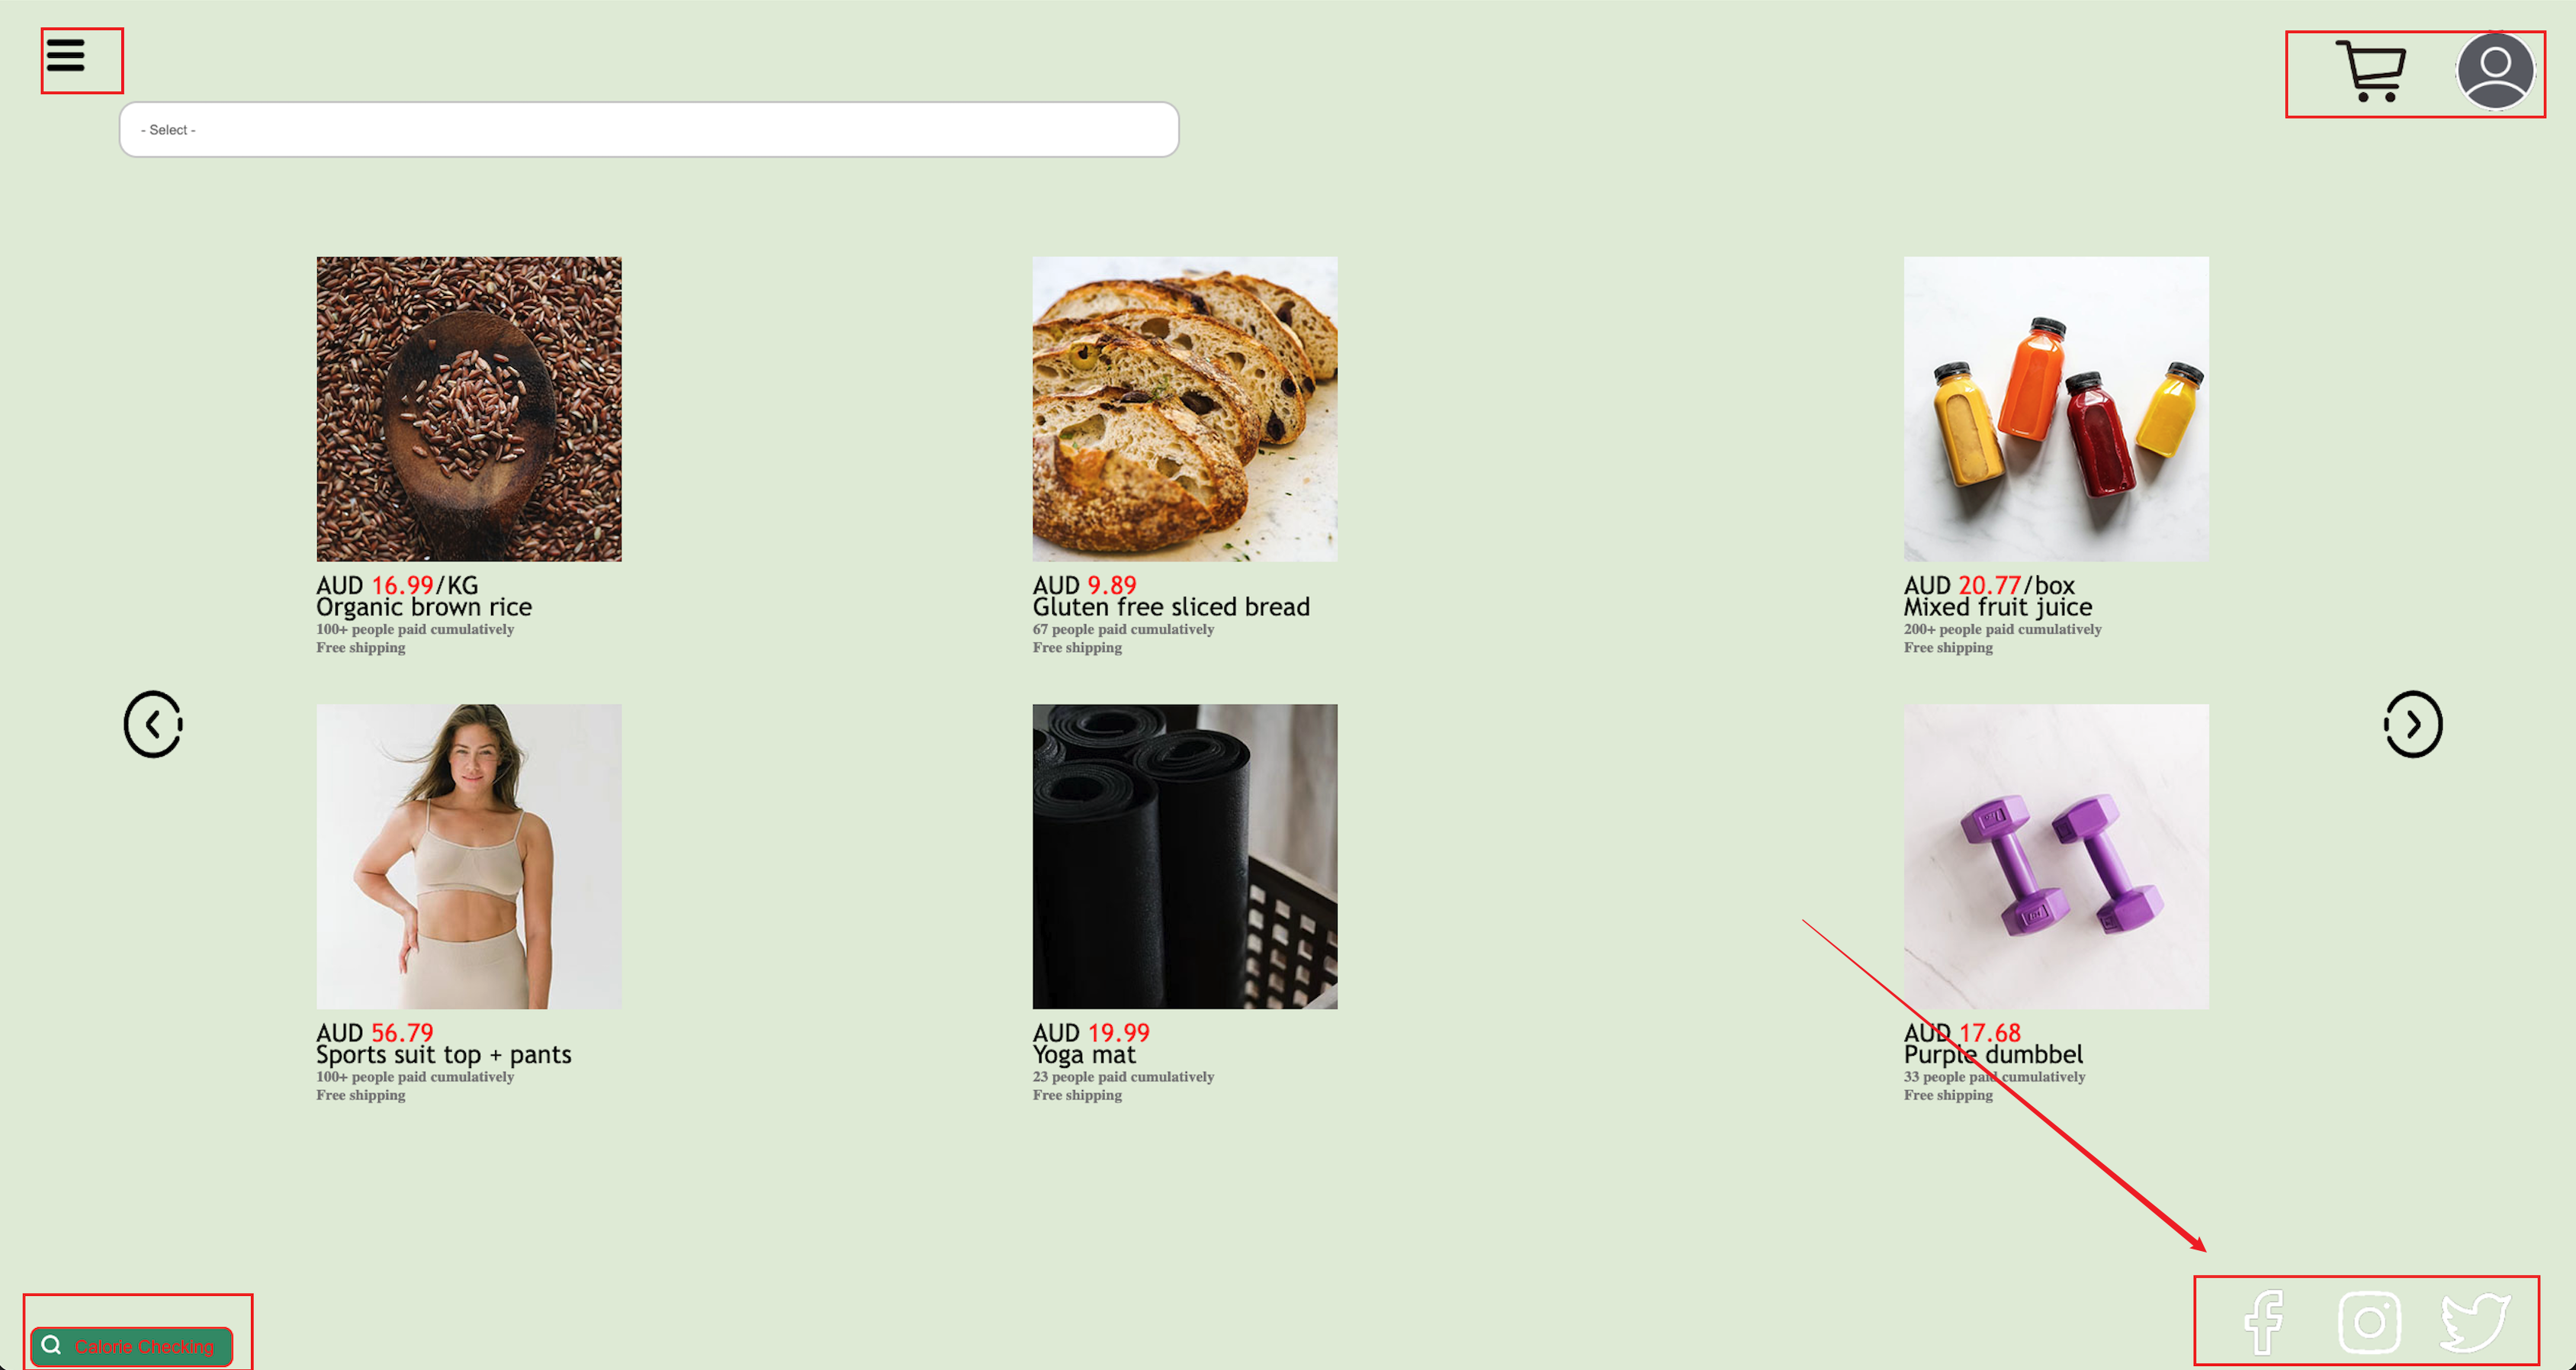 - Select -
AUD 16.99/KG
Organic brown rice
100+ people paid cumulatively
Free shipping
AUD 9.89
Gluten free sliced bread
67 people paid cumulatively
Free shipping
AUD 20.77/box
Mixed fruit juice
200+ people paid cumulatively
Free shipping
AUD 56.79
Sports suit top + pants
100+ people paid cumulatively
Free shipping
AUD 19.99
Yoga mat
23 people paid cumulatively
Free shipping
AUD 17.68
Purple dumbbel
33 people paid cumulatively
Free shipping
Calorie Checking